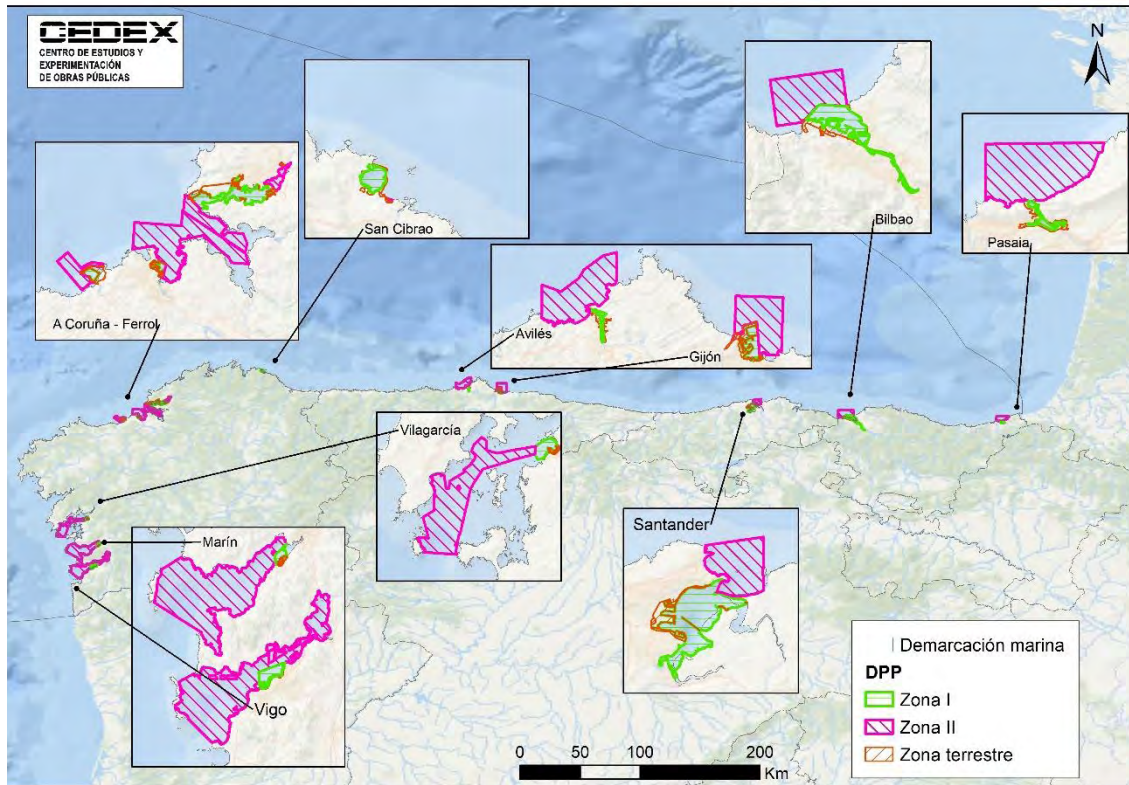 CEDEX
CENTRO DE ESTUDIOS Y
EXPERIMENTACIÓN
DE OBRAS PÚBLICAS
N
San Cibrao
Bilbao
Pasaia
A Coruña - Ferrol
Avilés
Gijón
Vilagarcía
Marín
Santander
Vigo
Demarcación marina
DPP
Zona I
Zona II
Zona terrestre
0 50 100 200
Km